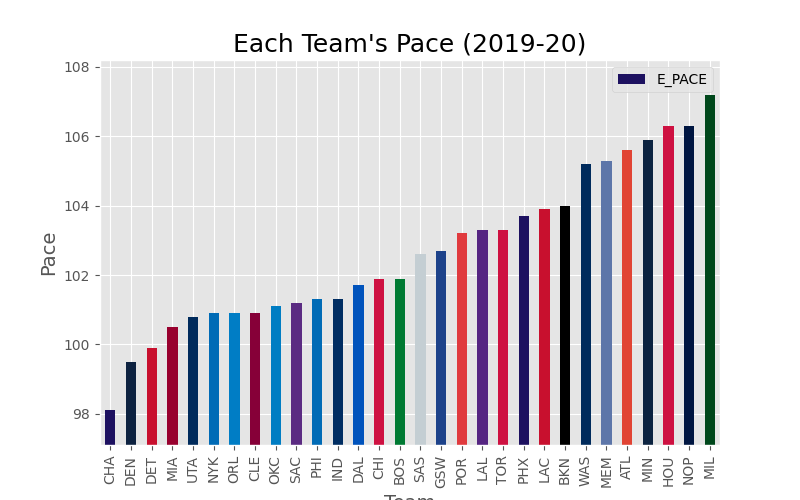 Each Team's Pace (2019-20)
E_PACE
108
106
104
102
100
98
Pace
CHA DEN DET MIA UTA NYK ORL CLE OKC SAC PHI IND DAL CHI BOS SAS GSW POR LAL TOR PHX LAC BKN WAS MEM ATL MIN HOU NOP MIL
Team